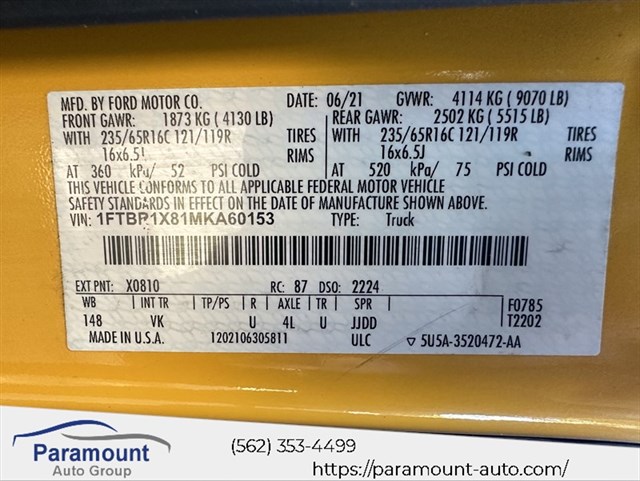 MFD. BY FORD MOTOR CO. DATE: 06/21 GVWR: 4114 KG ( 9070 LB)
FRONT GAWR: 1873 KG ( 4130 LB) REAR GAWR: 2502 KG ( 5515 LB)
WITH 235/65R16C 121/119R TIRES WITH 235/65R16C 121/119R TIRES
16x6.5J RIMS 16x6.5J RIMS
AT 360 kPa/ 52 PSI COLD AT 520 kPa/ 75 PSI COLD
THIS VEHICLE CONFORMS TO ALL APPLICABLE FEDERAL MOTOR VEHICLE
SAFETY STANDARDS IN EFFECT ON THE DATE OF MANUFACTURE SHOWN ABOVE.
VIN: 1FTBR1X81MKA60153 TYPE: Truck
EXT PNT: X0810 RC: 87 DSO: 2224
WB INT TR TP/PS R AXLE TR SPR F0785
148 VK U 4L U JJDD T2202
MADE IN U.S.A. 1202106305811 ULC ▽ 5U5A-3520472-AA
Paramount
Auto Group
(562) 353-4499
https://paramount-auto.com/